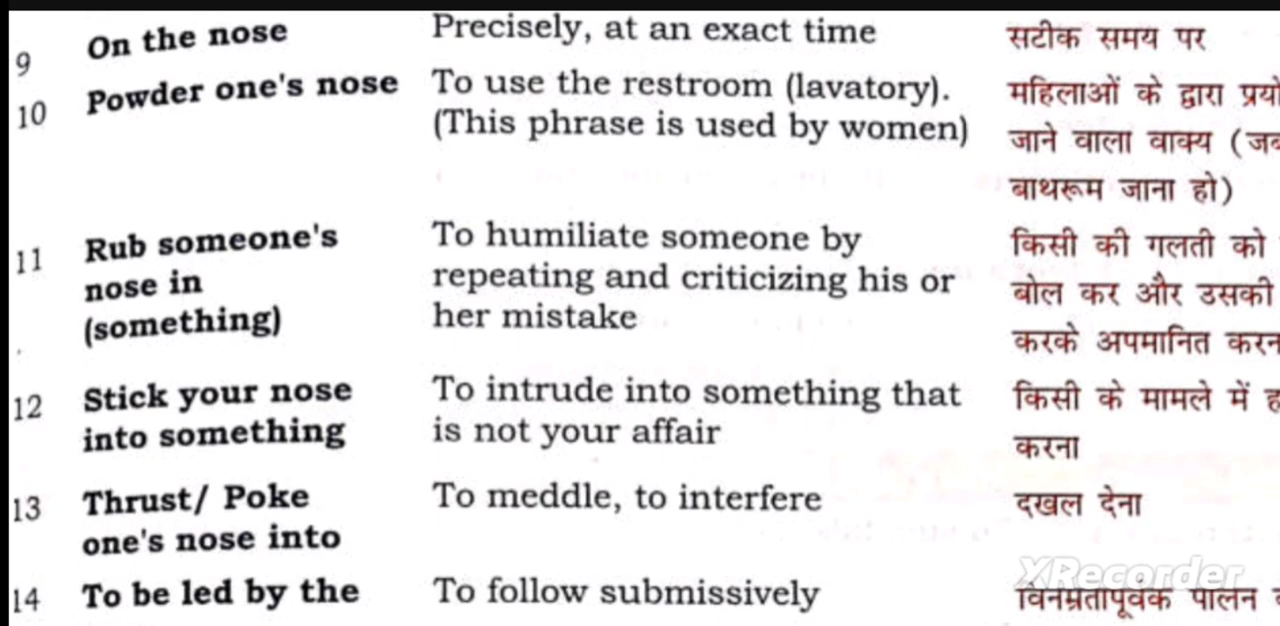 9 On the nose Precisely, at an exact time सटीक समय पर
10 Powder one's nose To use the restroom (lavatory). महिलाओं के द्वारा
(This phrase is used by women) जाने वाला वाक्य
बाथरूम जाना हो)
11 Rub someone's To humiliate someone by किसी की गलती को
nose in repeating and criticizing his or बोल कर और उसकी
(something) her mistake करके अपमानित
12 Stick your nose To intrude into something that किसी के मामले में
into something is not your affair करना
13 Thrust/ Poke To meddle, to interfere दखल देना
one's nose into
XRecorder
14 To be led by the To follow submissively विनम्रतापूर्वक पालन